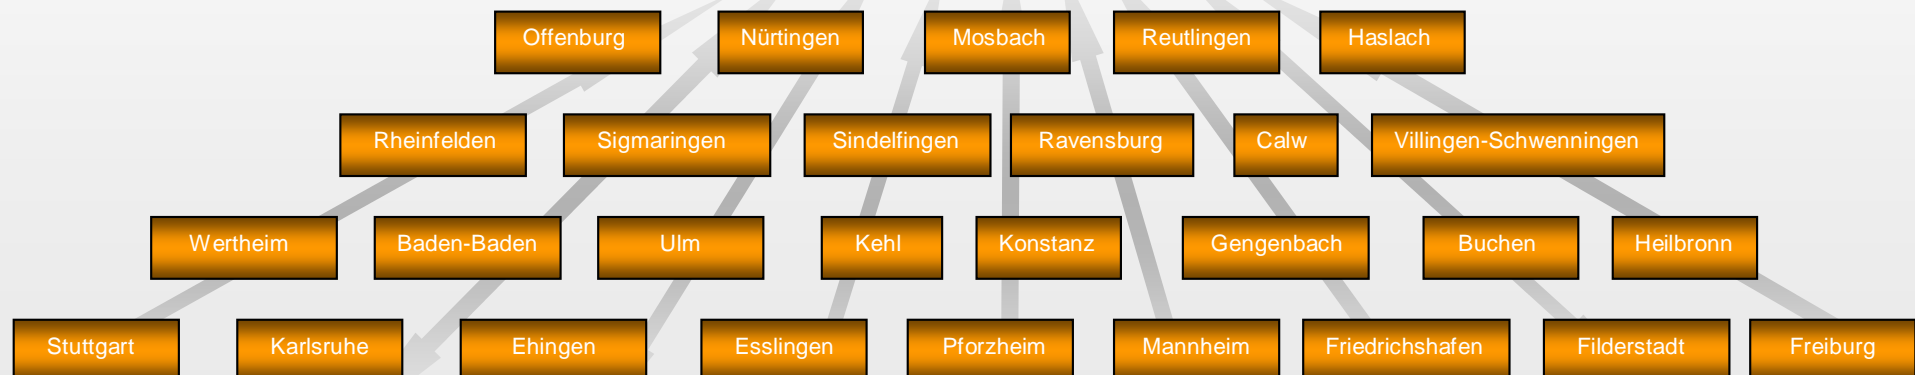 Offenburg
Nürtingen
Mosbach
Reutlingen
Haslach
Rheinfelden
Sigmaringen
Sindelfingen
Ravensburg
Calw
Villingen-Schwenningen
Wertheim
Baden-Baden
Ulm
Kehl
Konstanz
Gengenbach
Buchen
Heilbronn
Stuttgart
Karlsruhe
Ehingen
Esslingen
Pforzheim
Mannheim
Friedrichshafen
Filderstadt
Freiburg